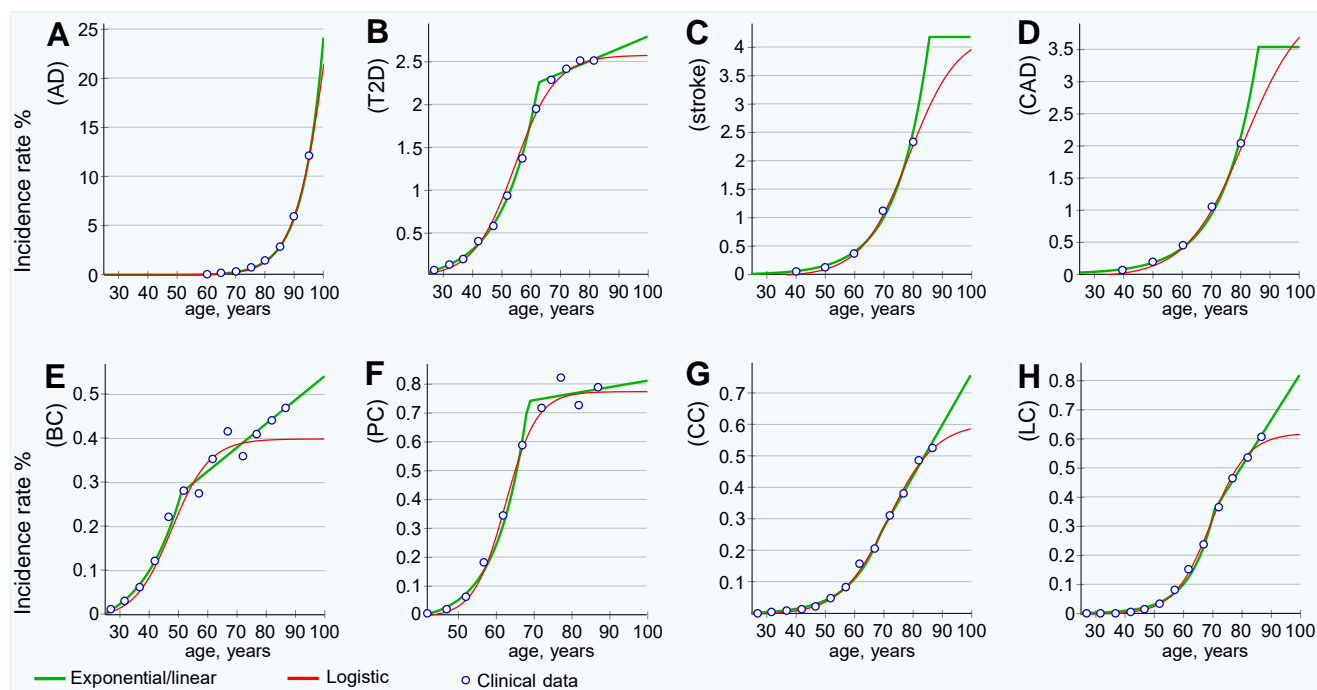 A B C D
Incidence rate %
(AD)
25
20
15
10
5
0
30 40 50 60 70 80 90 100
age, years
(T2D)
2.5
2
1.5
1
0.5
30 40 50 60 70 80 90 100
age, years
(stroke)
4
3.5
3
2.5
2
1.5
1
0.5
0
30 40 50 60 70 80 90 100
age, years
(CAD)
3.5
3
2.5
2
1.5
1
0.5
0
30 40 50 60 70 80 90 100
age, years
E F G H
Incidence rate %
(BC)
0.5
0.4
0.3
0.2
0.1
0
30 40 50 60 70 80 90 100
age, years
(PC)
0.8
0.7
0.6
0.5
0.4
0.3
0.2
0.1
0
50 60 70 80 90 100
age, years
(CC)
0.7
0.6
0.5
0.4
0.3
0.2
0.1
30 40 50 60 70 80 90 100
age, years
(LC)
0.8
0.7
0.6
0.5
0.4
0.3
0.2
0.1
0
30 40 50 60 70 80 90 100
age, years
Exponential/linear Logistic Clinical data